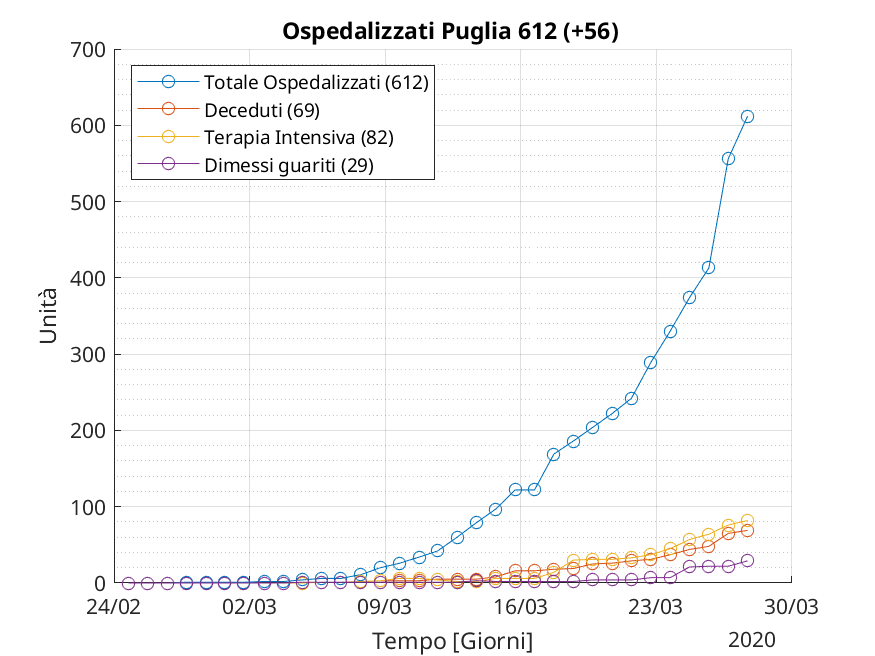 Ospedalizzati Puglia 612 (+56)
700
600
500
400
300
200
100
0
Unità
Totale Ospedalizzati (612)
Deceduti (69)
Terapia Intensiva (82)
Dimessi guariti (29)
24/02 02/03 09/03 16/03 23/03 30/03
Tempo [Giorni]
2020